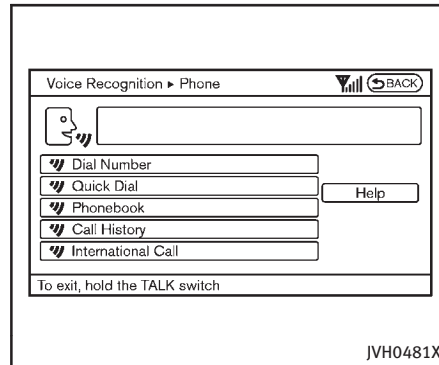 Voice Recognition ▸ Phone BACK
Dial Number
Quick Dial
Help
Phonebook
Call History
International Call
To exit, hold the TALK switch
JVH0481X